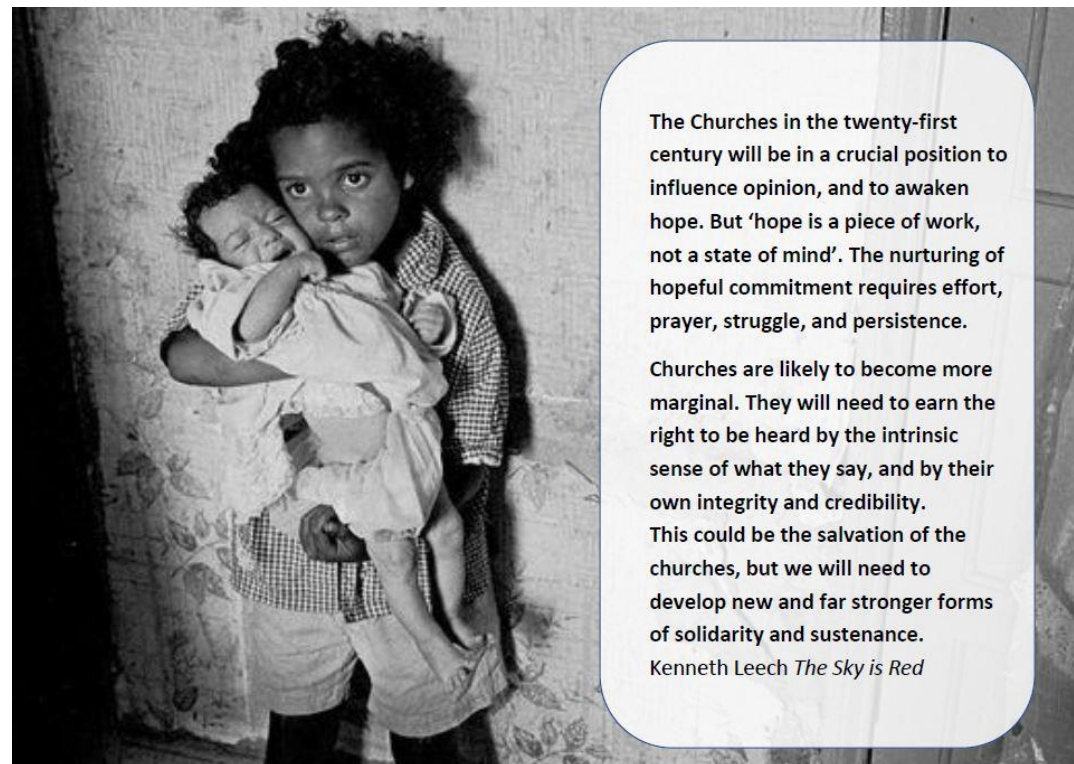 The Churches in the twenty-first
century will be in a crucial position to
influence opinion, and to awaken
hope. But ‘hope is a piece of work,
not a state of mind’. The nurturing of
hopeful commitment requires effort,
prayer, struggle, and persistence.
Churches are likely to become more
marginal. They will need to earn the
right to be heard by the intrinsic
sense of what they say, and by their
own integrity and credibility.
This could be the salvation of the
churches, but we will need to
develop new and far stronger forms
of solidarity and sustenance.
Kenneth Leech The Sky is Red